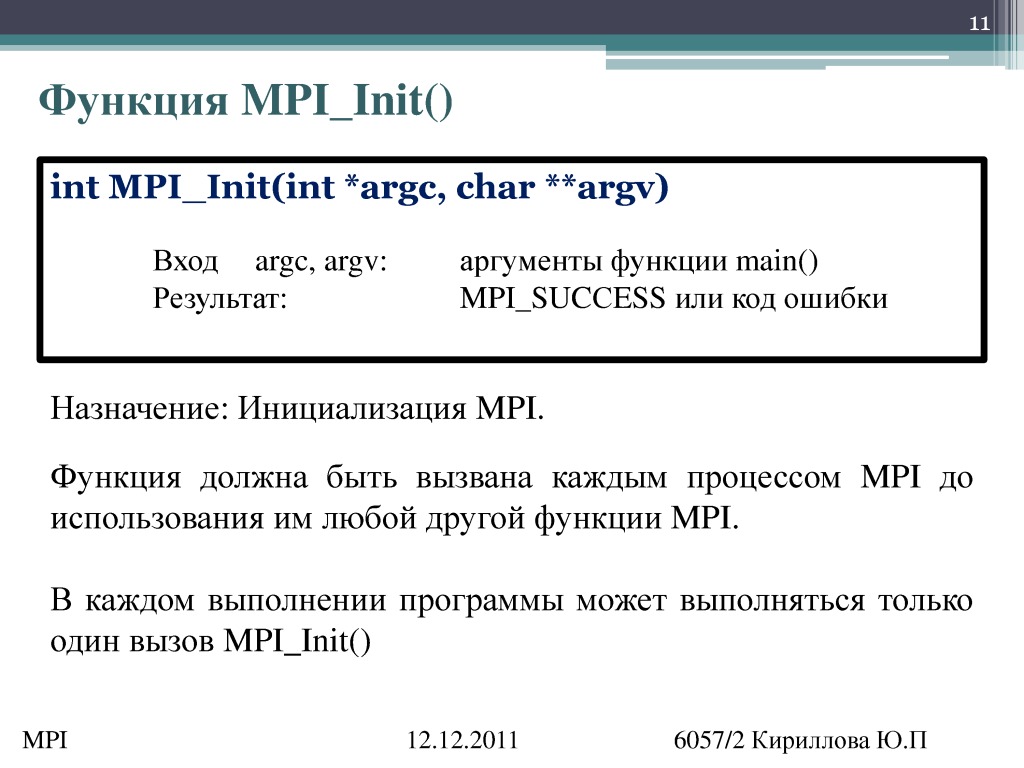 11
Функция MPI_Init()
int MPI_Init(int *argc, char **argv)
Вход argc, argv: аргументы функции main()
Результат: MPI_SUCCESS или код ошибки
Назначение: Инициализация MPI.
Функция должна быть вызвана каждым процессом MPI до
использования им любой другой функции MPI.
В каждом выполнении программы может выполняться только
один вызов MPI_Init()
MPI 12.12.2011 6057/2 Кириллова Ю.П